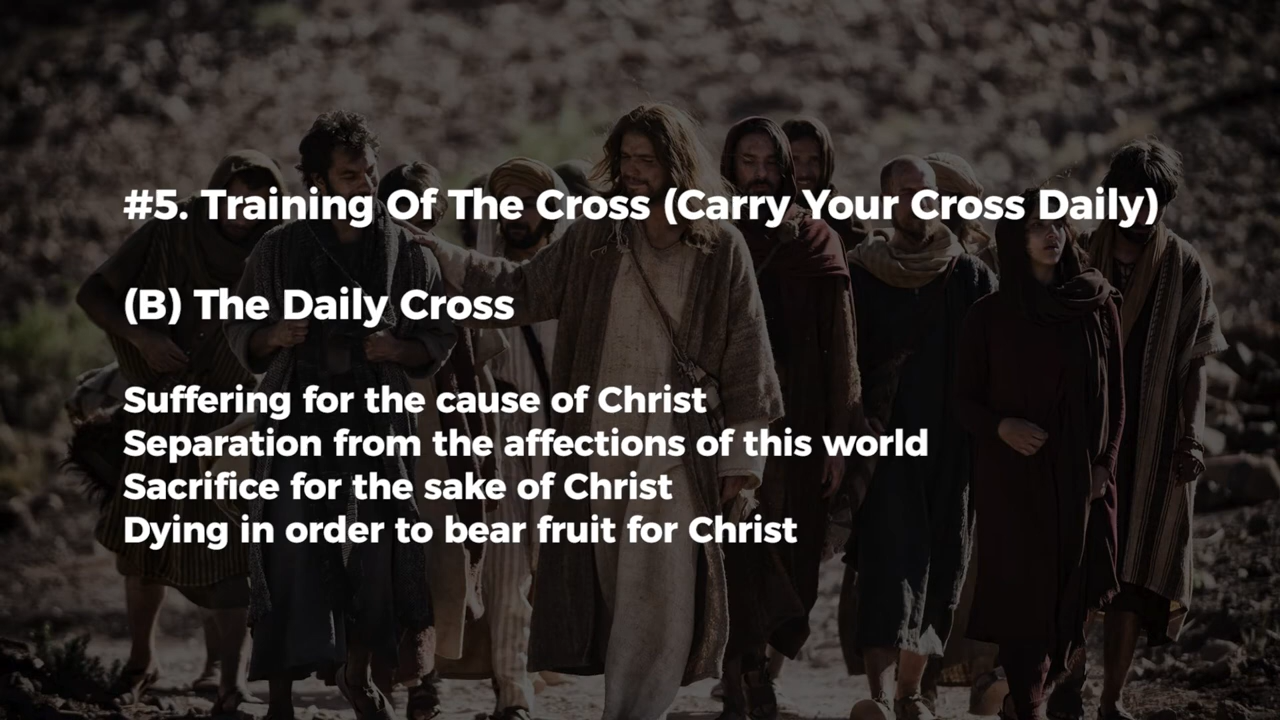 #5. Training Of The Cross (Carry Your Cross Daily)
(B) The Daily Cross
Suffering for the cause of Christ
Separation from the affections of this world
Sacrifice for the sake of Christ
Dying in order to bear fruit for Christ